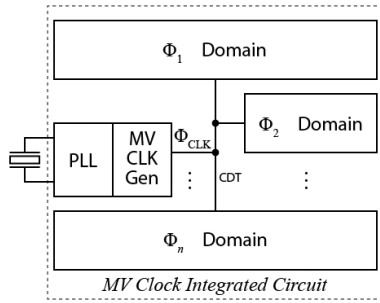 Φ1 Domain
Φ2 Domain
PLL
MV
CLK
Gen
ΦCLK
⋮
CDT
⋮
Φn Domain
MV Clock Integrated Circuit